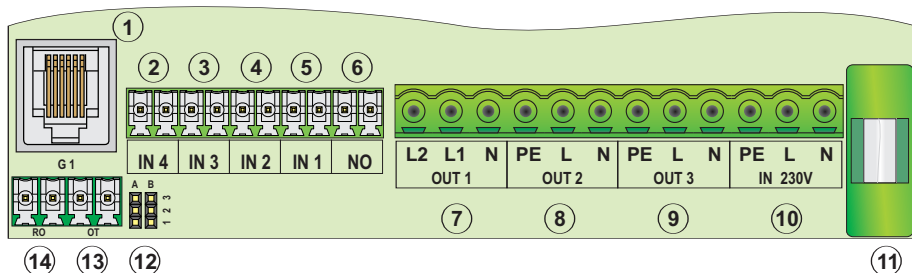 1
2 3 4 5 6
G 1
IN 4 IN 3 IN 2 IN 1 NO
L2 L1 N PE L N PE L N PE L N
OUT 1 OUT 2 OUT 3 IN 230V
A B
3
2
1
RO OT
7 8 9 10
14 13 12 11